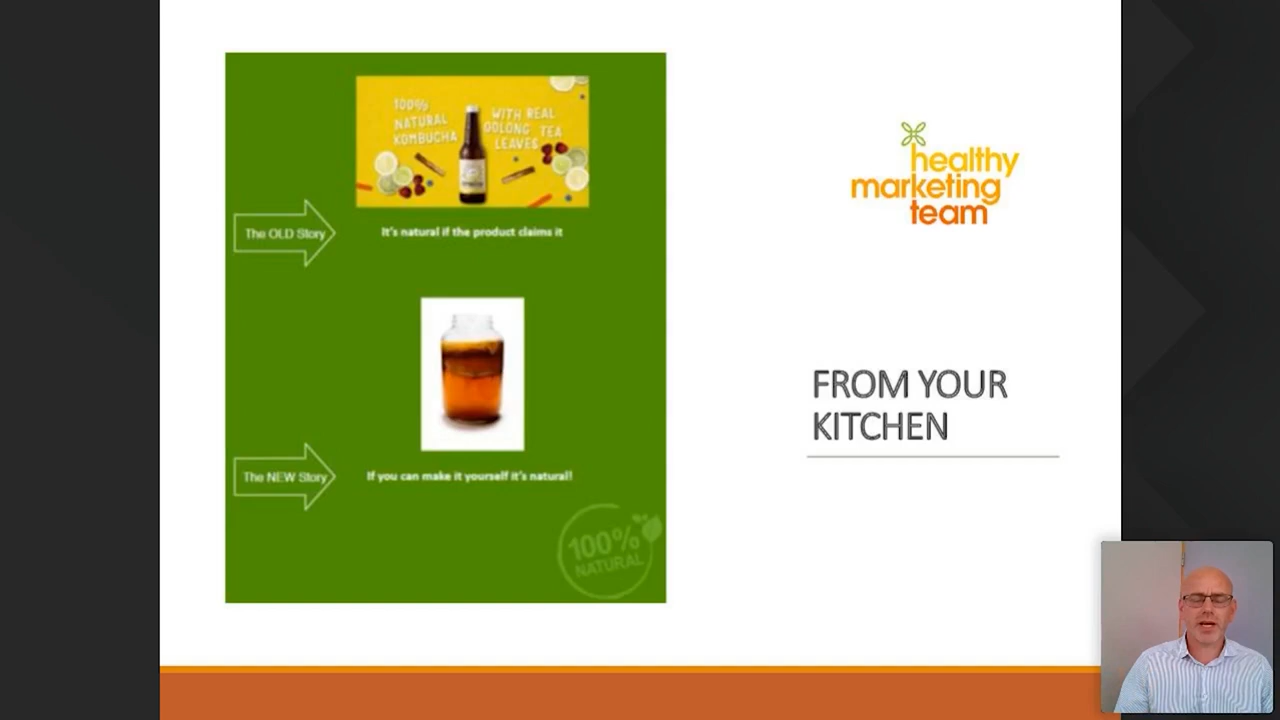 100%
NATURAL
KOMBUCHA
WITH REAL
OOLONG TEA
LEAVES
The OLD Story
It's natural if the product claims it
The NEW Story
If you can make it yourself it's natural!
100%
NATURAL
healthy
marketing
team
FROM YOUR
KITCHEN